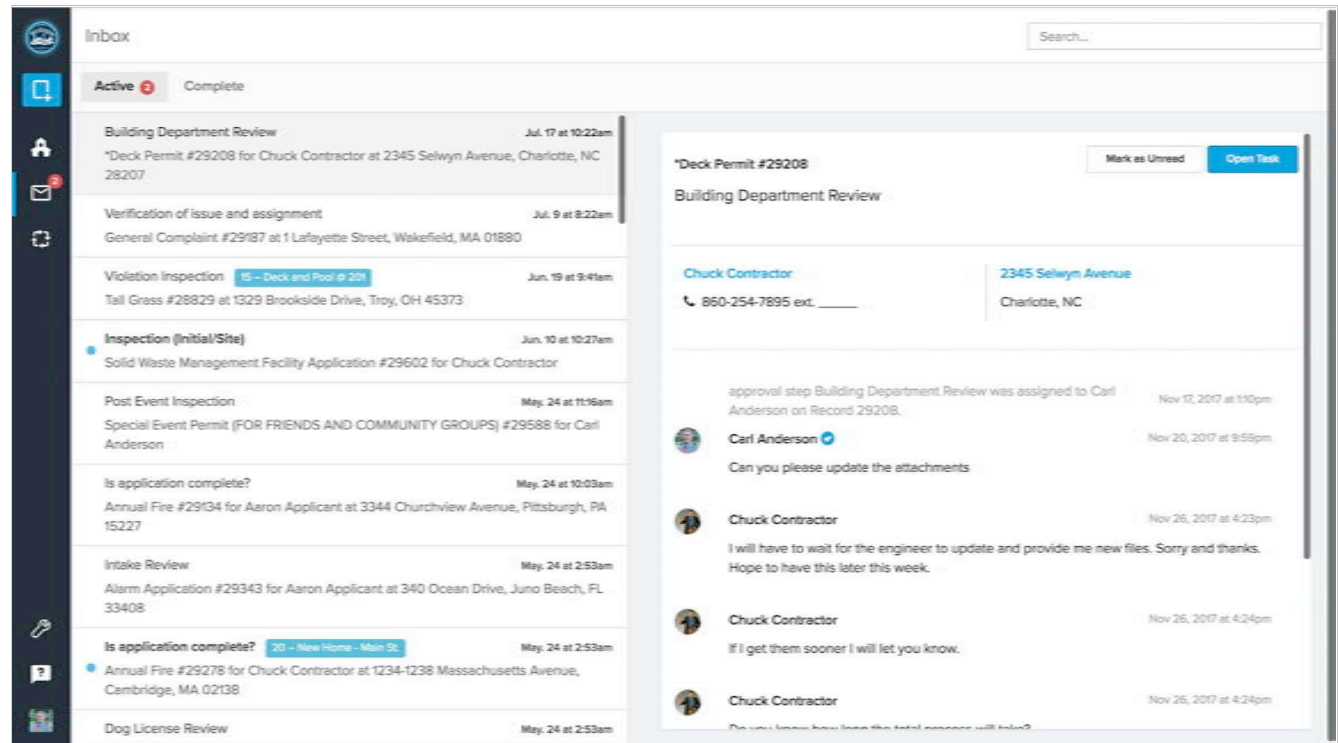 Inbox
Search...
Active 2
Complete
Building Department Review
Jul. 17 at 10:22am
*Deck Permit #29208 for Chuck Contractor at 2345 Selwyn Avenue, Charlotte, NC
28207
Verification of issue and assignment
Jul. 9 at 8:22am
General Complaint #29187 at 1 Lafayette Street, Wakefield, MA 01880
Violation Inspection
15 – Deck and Pool @ 201
Jun. 19 at 9:41am
Tall Grass #28829 at 1329 Brookside Drive, Troy, OH 45373
Inspection (Initial/Site)
Jun. 10 at 10:27am
Solid Waste Management Facility Application #29602 for Chuck Contractor
Post Event Inspection
May. 24 at 11:16am
Special Event Permit (FOR FRIENDS AND COMMUNITY GROUPS) #29588 for Carl
Anderson
Is application complete?
May. 24 at 10:03am
Annual Fire #29134 for Aaron Applicant at 3344 Churchview Avenue, Pittsburgh, PA
15227
Intake Review
May. 24 at 2:53am
Alarm Application #29343 for Aaron Applicant at 340 Ocean Drive, Juno Beach, FL
33408
Is application complete?
20 – New Home - Main St.
May. 24 at 2:53am
Annual Fire #29278 for Chuck Contractor at 1234-1238 Massachusetts Avenue,
Cambridge, MA 02138
Dog License Review
May. 24 at 2:53am
2
?
*Deck Permit #29208
Mark as Unread
Open Task
Building Department Review
Chuck Contractor
860-254-7895 ext. ______
2345 Selwyn Avenue
Charlotte, NC
approval step Building Department Review was assigned to Carl
Anderson on Record 29208.
Nov 17, 2017 at 1:10pm
Carl Anderson
Nov 20, 2017 at 9:59pm
Can you please update the attachments
Chuck Contractor
Nov 26, 2017 at 4:23pm
I will have to wait for the engineer to update and provide me new files. Sorry and thanks.
Hope to have this later this week.
Chuck Contractor
Nov 26, 2017 at 4:24pm
If I get them sooner I will let you know.
Chuck Contractor
Nov 26, 2017 at 4:24pm
Do you know how long the total process will take?